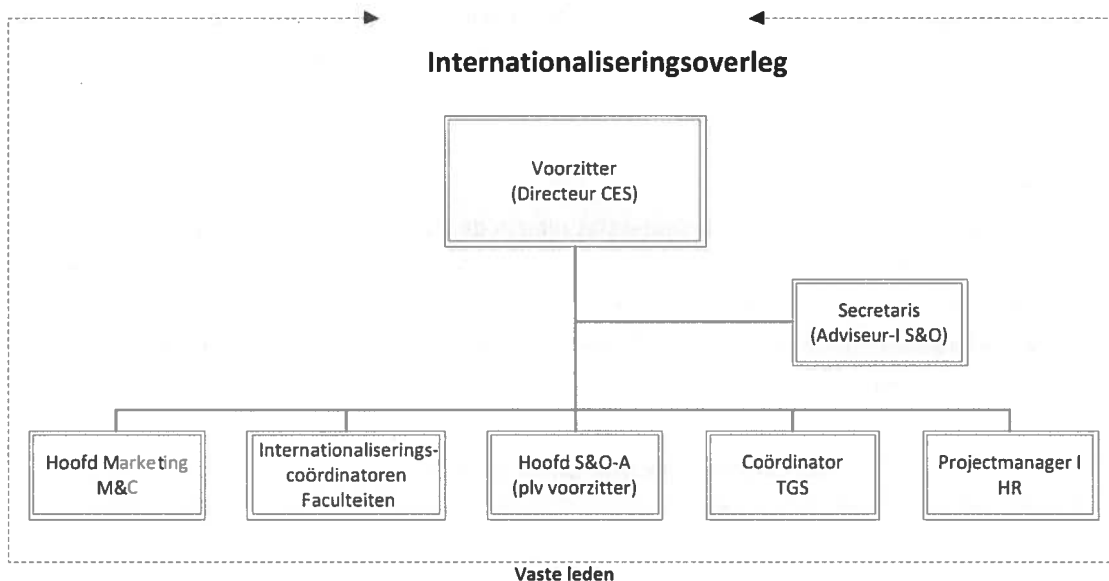 Internationaliseringsoverleg
Voorzitter
(Directeur CES)
Secretaris
(Adviseur-I S&O)
Hoofd Marketing
M&C
Internationaliserings-
coördinatoren
Faculteiten
Hoofd S&O-A
(plv voorzitter)
Coördinator
TGS
Projectmanager I
HR
Vaste leden